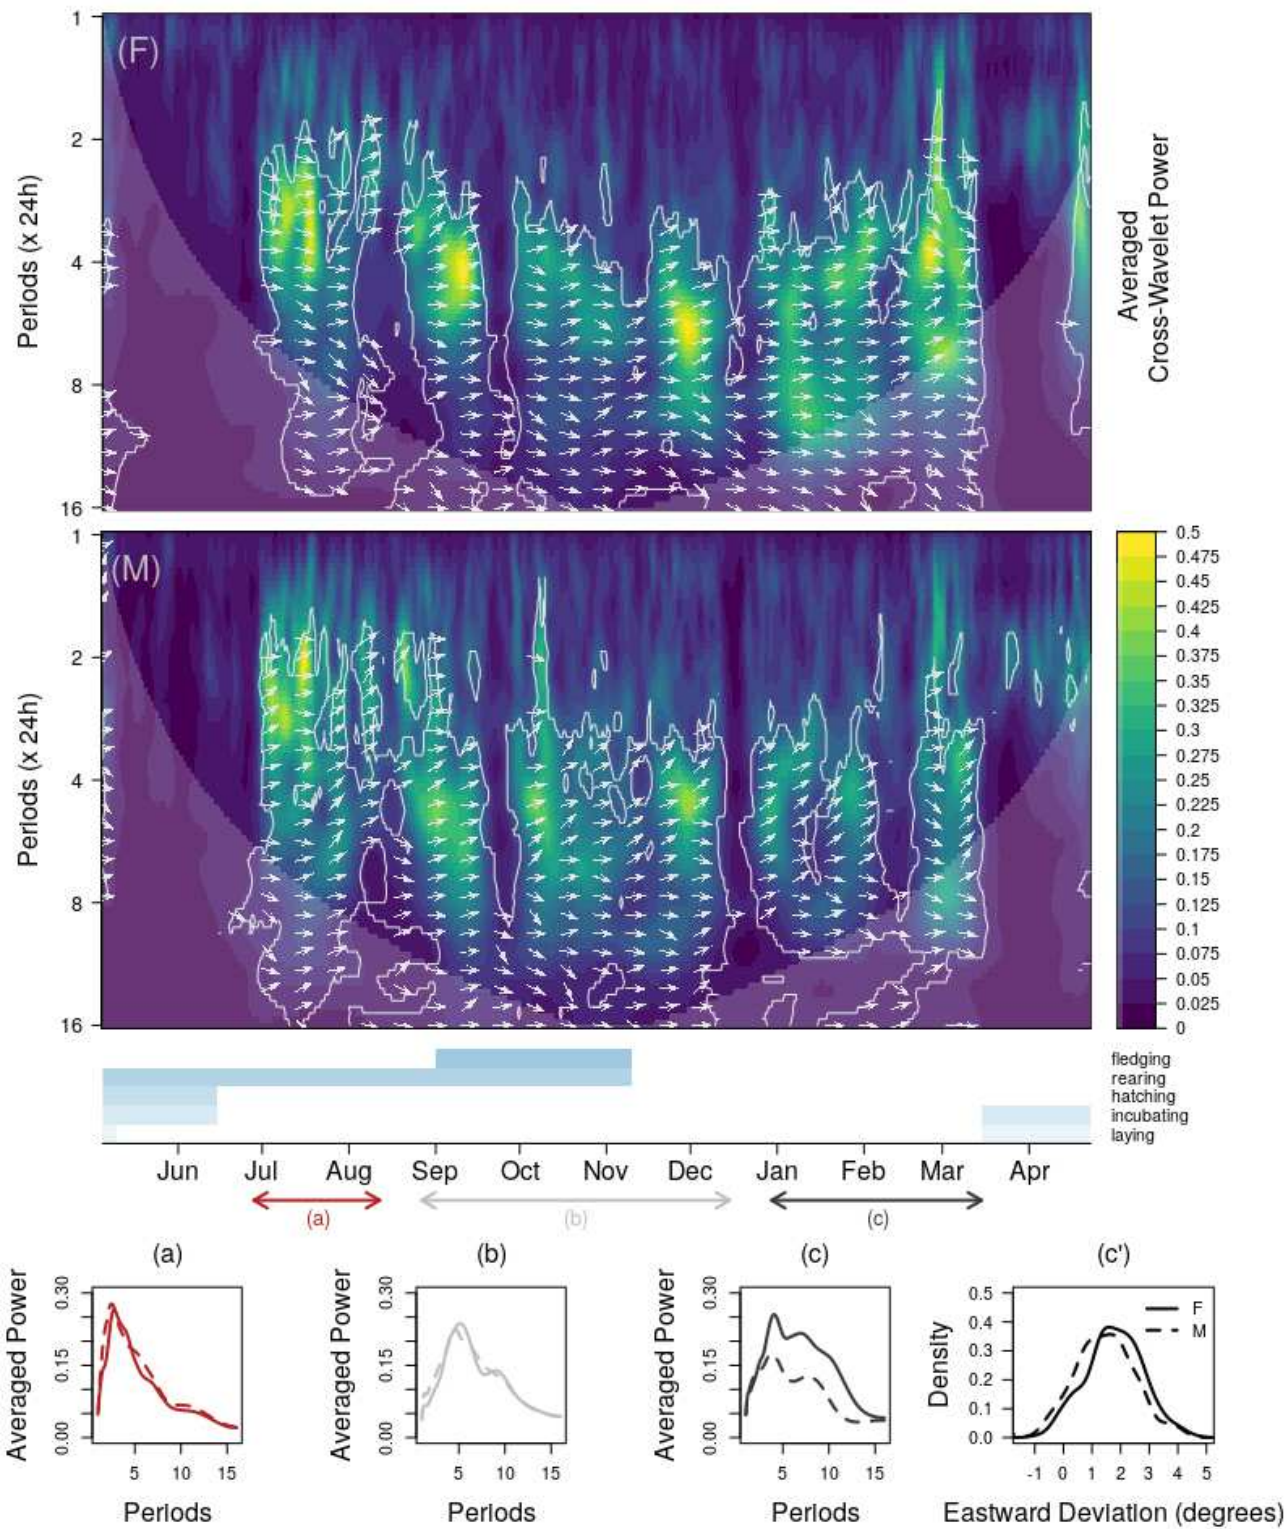 (F)
1
2
4
8
16
Periods (x 24h)
Averaged
Cross-Wavelet Power
(M)
1
2
4
8
16
Periods (x 24h)
0.5
0.475
0.45
0.425
0.4
0.375
0.35
0.325
0.3
0.275
0.25
0.225
0.2
0.175
0.15
0.125
0.1
0.075
0.05
0.025
0
fledging
rearing
hatching
incubating
laying
Jun Jul Aug Sep Oct Nov Dec Jan Feb Mar Apr
(a) (b) (c)
(a)
Averaged Power
0.30
0.15
0.00
5 10 15
Periods
(b)
Averaged Power
0.30
0.15
0.00
5 10 15
Periods
(c)
Averaged Power
0.30
0.15
0.00
5 10 15
Periods
(c')
Density
0.5
0.4
0.3
0.2
0.1
0.0
F
M
-1 0 1 2 3 4 5
Eastward Deviation (degrees)